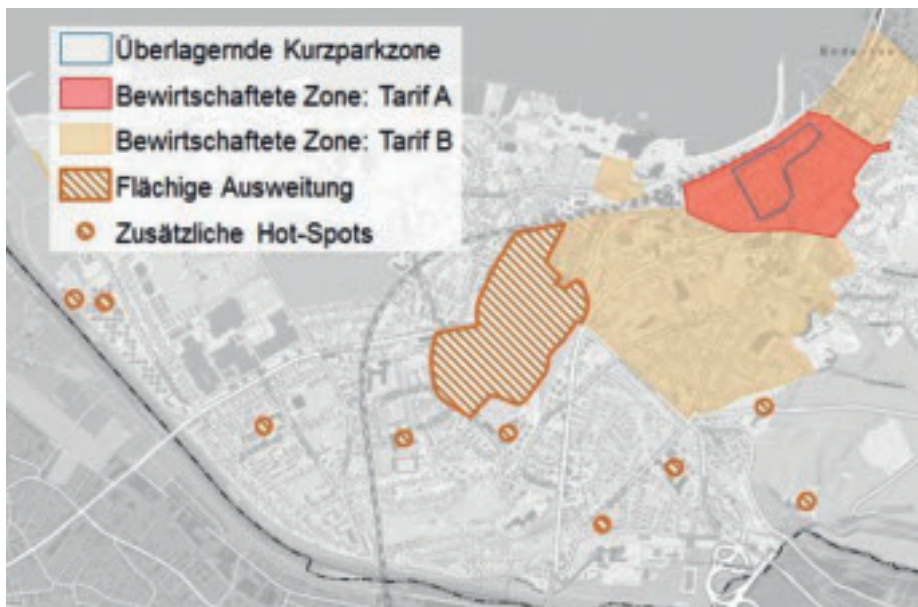 Überlagernde Kurzparkzone
Bewirtschaftete Zone: Tarif A
Bewirtschaftete Zone: Tarif B
Flächige Ausweitung
Zusätzliche Hot-Spots